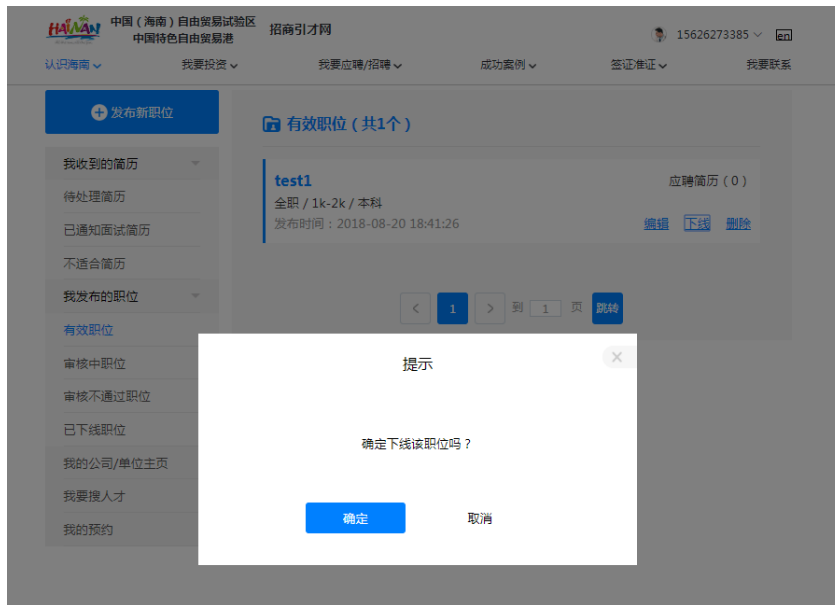 HAINAN
中国（海南）自由贸易试验区
中国特色自由贸易港
招商引才网
15626273385
en
认识海南 我要投资 我要应聘/招聘 成功案例 签证准证 我要联系
发布新职位
我收到的简历
待处理简历
已通知面试简历
不适合简历
我发布的职位
有效职位
审核中职位
审核不通过职位
已下线职位
我的公司/单位主页
我要搜人才
我的预约
有效职位（共1个）
test1
应聘简历（0）
全职 / 1k-2k / 本科
发布时间：2018-08-20 18:41:26
编辑 下线 删除
< 1 > 到 1 页 跳转
提示
确定下线该职位吗？
确定 取消